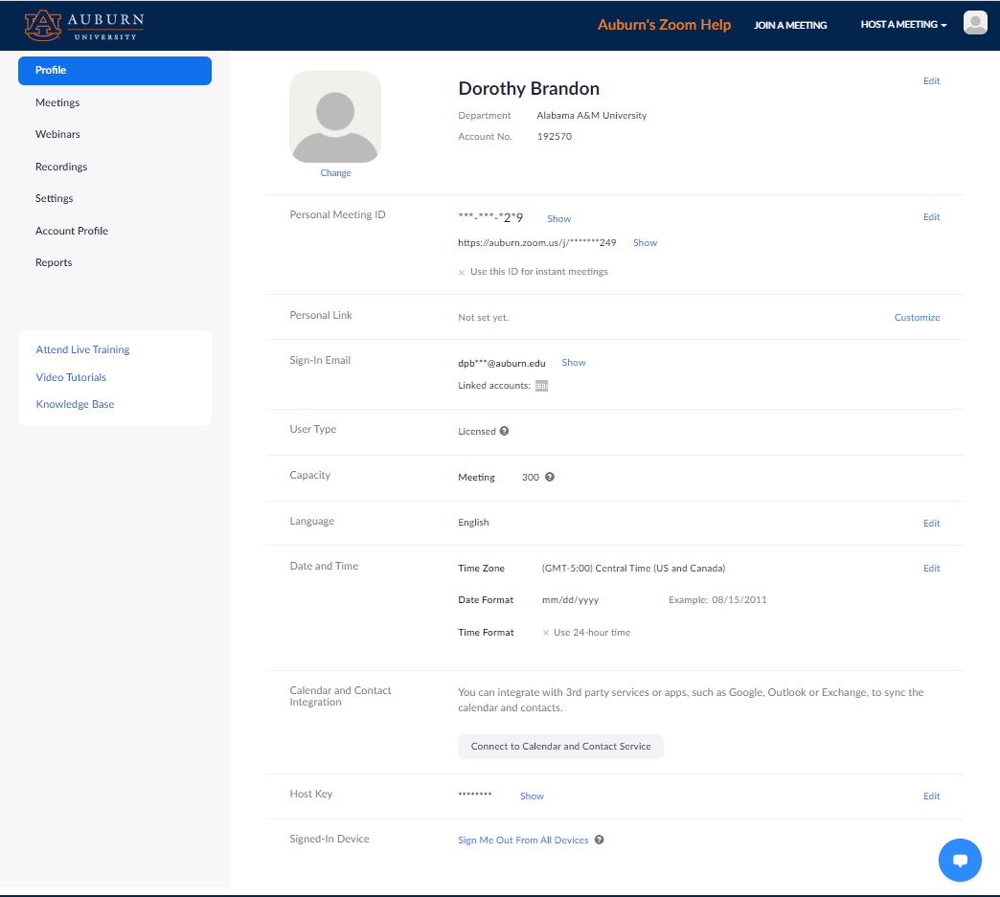 AUBURN
UNIVERSITY
Auburn's Zoom Help
JOIN A MEETING
HOST A MEETING
Profile
Meetings
Webinars
Recordings
Settings
Account Profile
Reports
Attend Live Training
Video Tutorials
Knowledge Base
Change
Dorothy Brandon
Edit
Department Alabama A&M University
Account No. 192570
Personal Meeting ID ***-***-*2*9 Show Edit
https://auburn.zoom.us/j/*******249 Show
× Use this ID for instant meetings
Personal Link Not set yet. Customize
Sign-In Email dpb***@auburn.edu Show
Linked accounts:
User Type Licensed ?
Capacity Meeting 300 ?
Language English Edit
Date and Time Time Zone (GMT-5:00) Central Time (US and Canada) Edit
Date Format mm/dd/yyyy Example: 08/15/2011
Time Format × Use 24-hour time
Calendar and Contact
Integration
You can integrate with 3rd party services or apps, such as Google, Outlook or Exchange, to sync the
calendar and contacts.
Connect to Calendar and Contact Service
Host Key ******** Show Edit
Signed-In Device Sign Me Out From All Devices ?